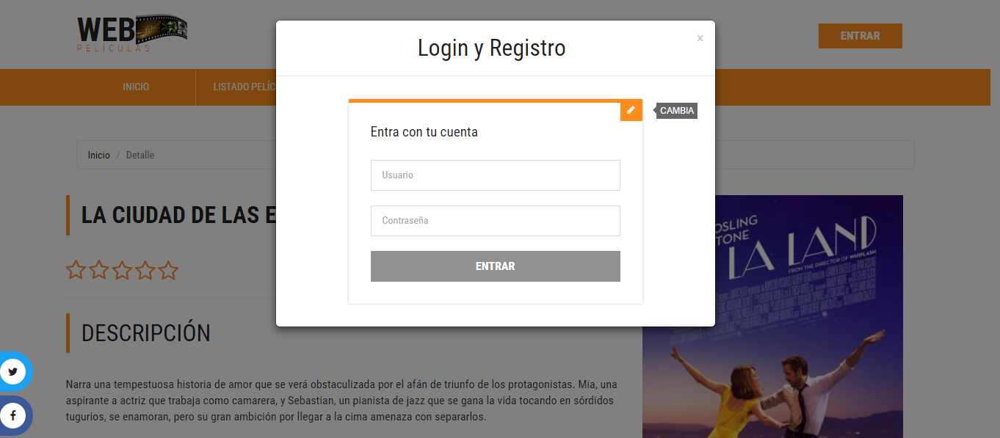 WEB film
PELÍCULAS
ENTRAR
INICIO
LISTADO PELÍC
Login y Registro
×
CAMBIA
Entra con tu cuenta
Usuario
Contraseña
ENTRAR
Inicio / Detalle
LA CIUDAD DE LAS E
DESCRIPCIÓN
Narra una tempestuosa historia de amor que se verá obstaculizada por el afán de triunfo de los protagonistas. Mia, una
aspirante a actriz que trabaja como camarera, y Sebastian, un pianista de jazz que se gana la vida tocando en sórdidos
tugurios, se enamoran, pero su gran ambición por llegar a la cima amenaza con separarlos.
OSLING
TONE
LA LAND
FROM THE DIRECTOR OF WHIPLASH